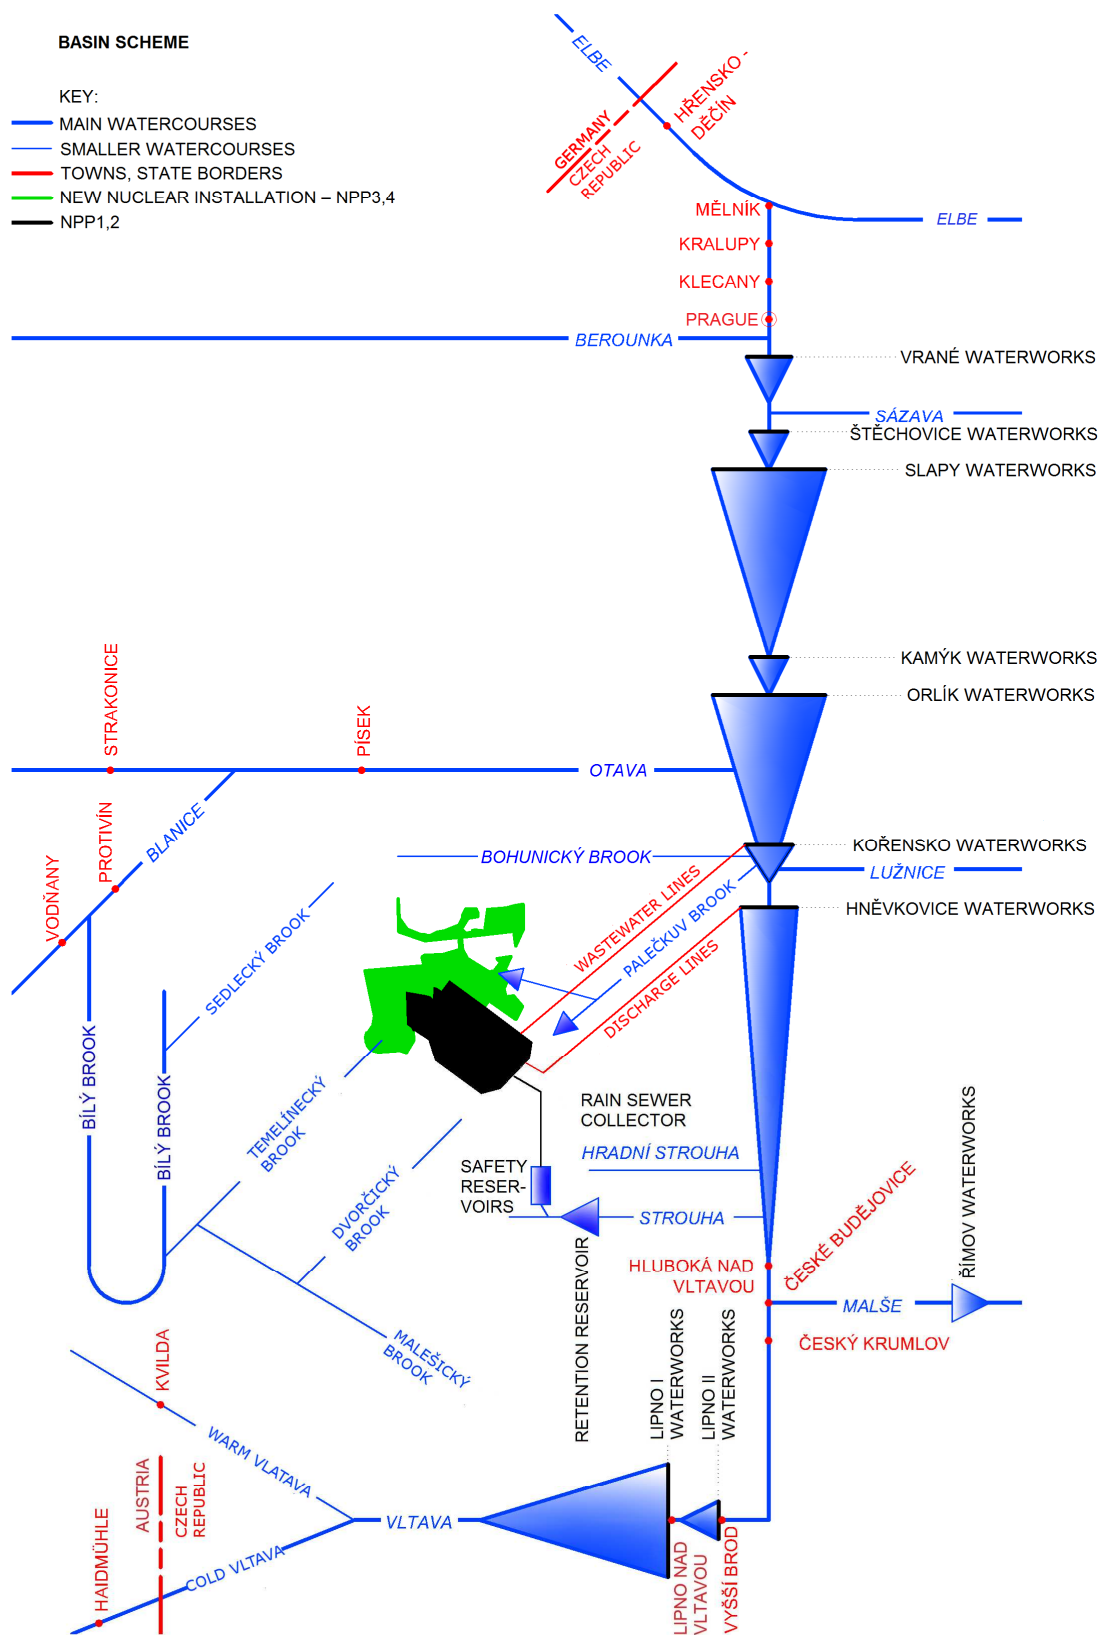 BASIN SCHEME
KEY:
MAIN WATERCOURSES
SMALLER WATERCOURSES
TOWNS, STATE BORDERS
NEW NUCLEAR INSTALLATION – NPP3,4
NPP1,2
ELBE
HŘENSKO -
DĚČÍN
GERMANY
CZECH
REPUBLIC
MĚLNÍK
ELBE
KRALUPY
KLECANY
PRAGUE
BEROUNKA
VRANÉ WATERWORKS
SÁZAVA
ŠTĚCHOVICE WATERWORKS
SLAPY WATERWORKS
KAMÝK WATERWORKS
ORLÍK WATERWORKS
STRAKONICE
PÍSEK
OTAVA
PROTIVÍN
BLANICE
VODŇANY
BOHUNICKÝ BROOK
KOŘENSKO WATERWORKS
LUŽNICE
HNĚVKOVICE WATERWORKS
WASTEWATER LINES
PALEČKUV BROOK
DISCHARGE LINES
SEDLECKÝ BROOK
BÍLÝ BROOK
BÍLÝ BROOK
TEMELÍNECKÝ
BROOK
DVORČICKÝ
BROOK
MALEŠICKÝ
BROOK
RAIN SEWER
COLLECTOR
HRADNÍ STROUHA
SAFETY
RESER-
VOIRS
STROUHA
RETENTION RESERVOIR
HLUBOKÁ NAD
VLTAVOU
ČESKÉ BUDĚJOVICE
ŘÍMOV WATERWORKS
MALŠE
ČESKÝ KRUMLOV
LIPNO I
WATERWORKS
LIPNO II
WATERWORKS
KVILDA
WARM VLATAVA
AUSTRIA
CZECH
REPUBLIC
HAIDMÜHLE
COLD VLTAVA
VLTAVA
LIPNO NAD
VLTAVOU
VYŠŠÍ BROD